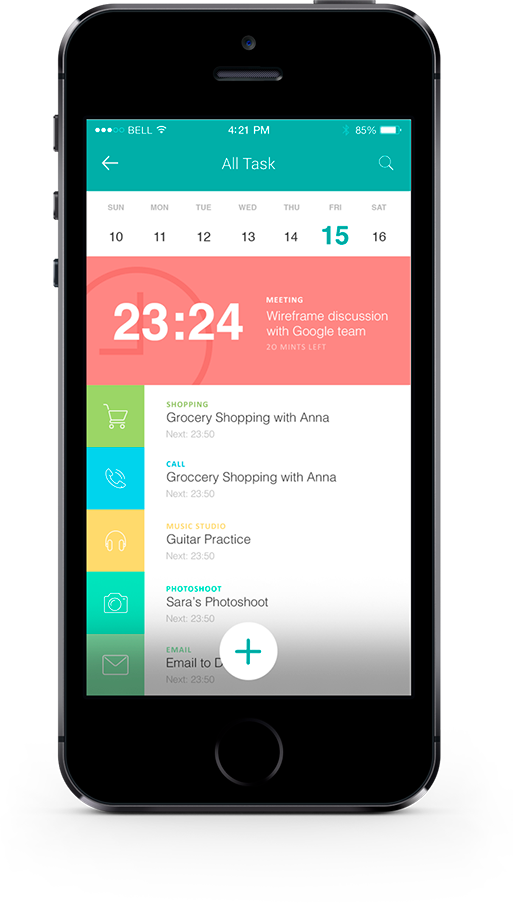 BELL 4:21 PM 85%
All Task
SUN MON TUE WED THU FRI SAT
10 11 12 13 14 15 16
23:24
MEETING
Wireframe discussion
with Google team
20 MINTS LEFT
SHOPPING
Grocery Shopping with Anna
Next: 23:50
CALL
Groccery Shopping with Anna
Next: 23:50
MUSIC STUDIO
Guitar Practice
Next: 23:50
PHOTOSHOOT
Sara's Photoshoot
Next: 23:50
EMAIL
Email to D
Next: 23:50